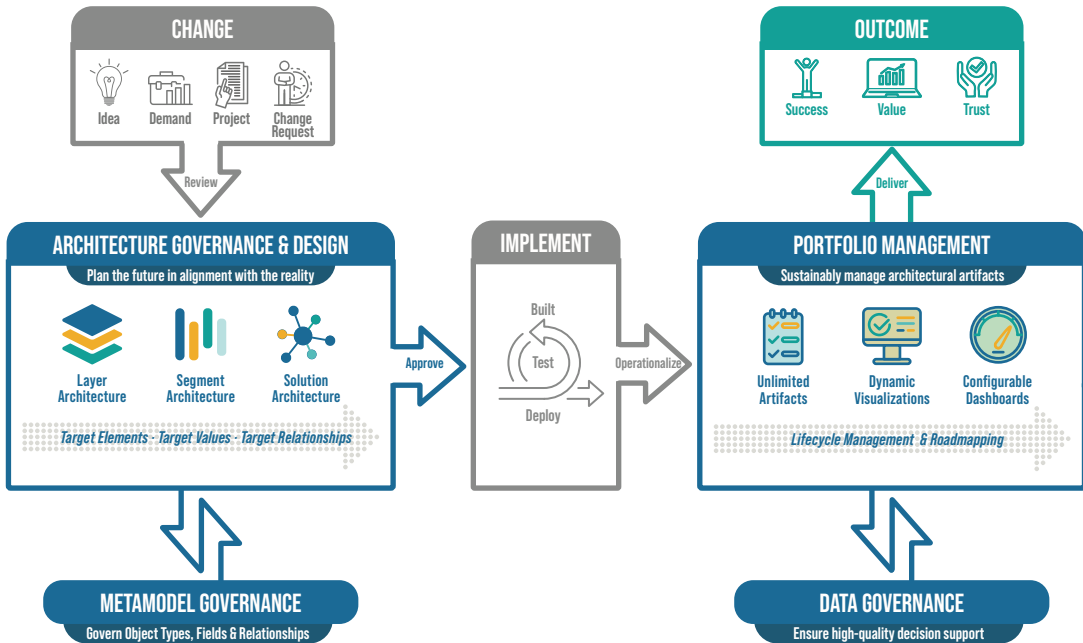 CHANGE
Idea
Demand
Project
Change
Request
Review
OUTCOME
Success
Value
Trust
Deliver
ARCHITECTURE GOVERNANCE & DESIGN
Plan the future in alignment with the reality
Layer
Architecture
Segment
Architecture
Solution
Architecture
Target Elements · Target Values · Target Relationships
Approve
IMPLEMENT
Built
Test
Deploy
Operationalize
PORTFOLIO MANAGEMENT
Sustainably manage architectural artifacts
Unlimited
Artifacts
Dynamic
Visualizations
Configurable
Dashboards
Lifecycle Management & Roadmapping
METAMODEL GOVERNANCE
Govern Object Types, Fields & Relationships
DATA GOVERNANCE
Ensure high-quality decision support